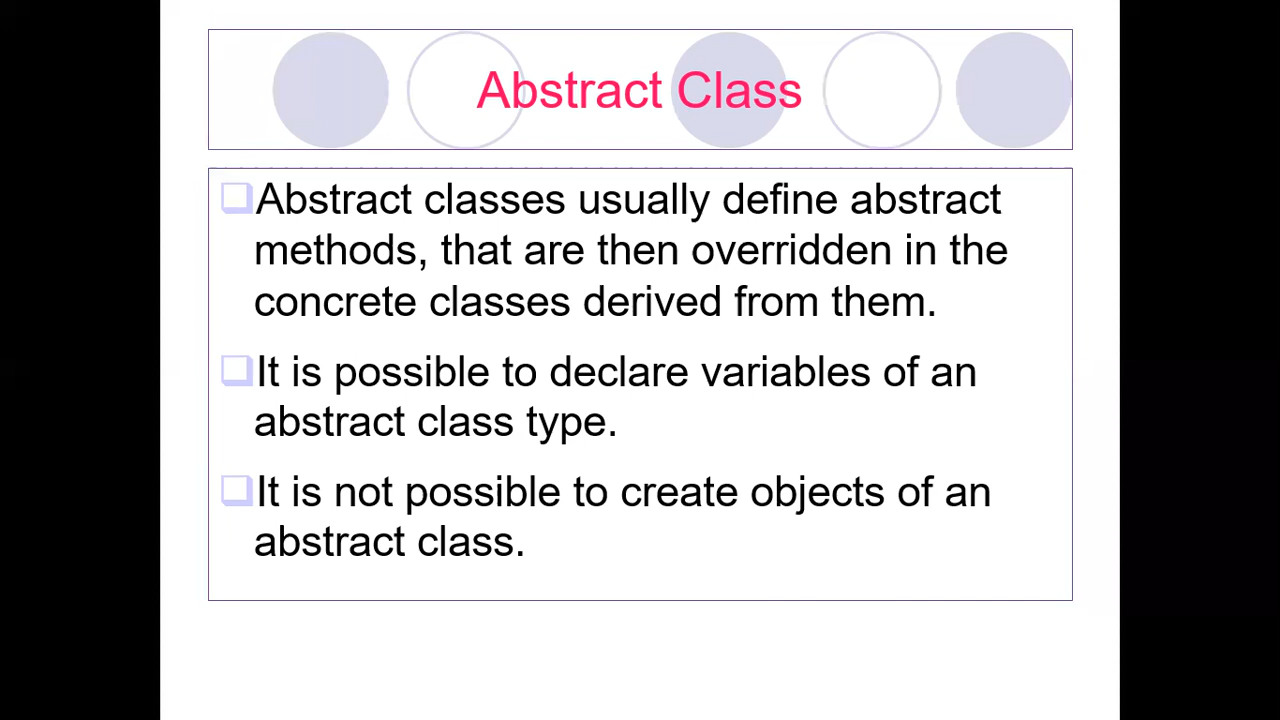 Abstract Class
Abstract classes usually define abstract
methods, that are then overridden in the
concrete classes derived from them.
It is possible to declare variables of an
abstract class type.
It is not possible to create objects of an
abstract class.